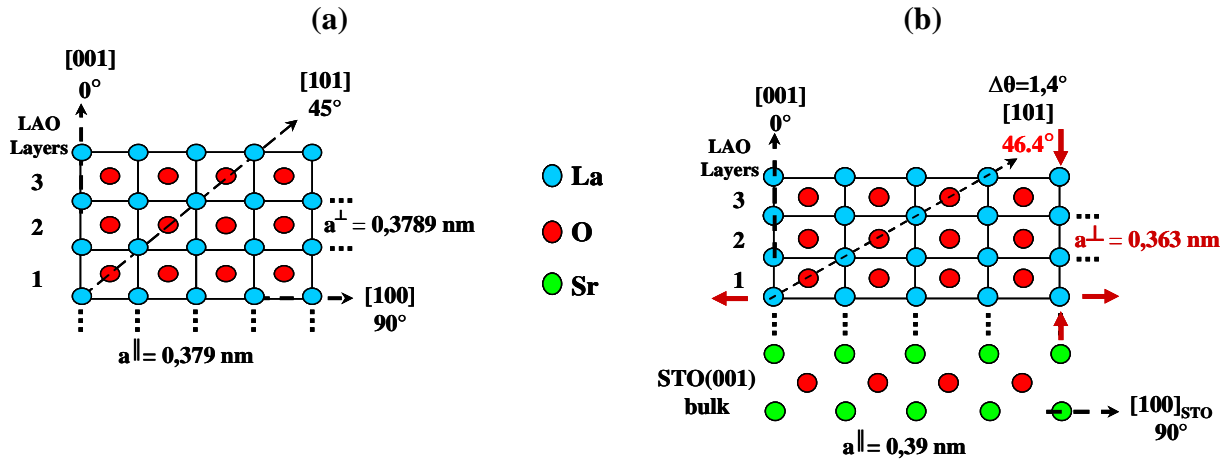 (a)
[001]
0°
[101]
45°
LAO
Layers
3
2
1
a⊥ = 0,3789 nm
[100]
90°
a∥= 0,379 nm
La
O
Sr
(b)
Δθ=1,4°
[101]
46.4°
[001]
0°
LAO
Layers
3
2
1
a⊥ = 0,363 nm
STO(001)
bulk
[100]STO
90°
a∥= 0,39 nm